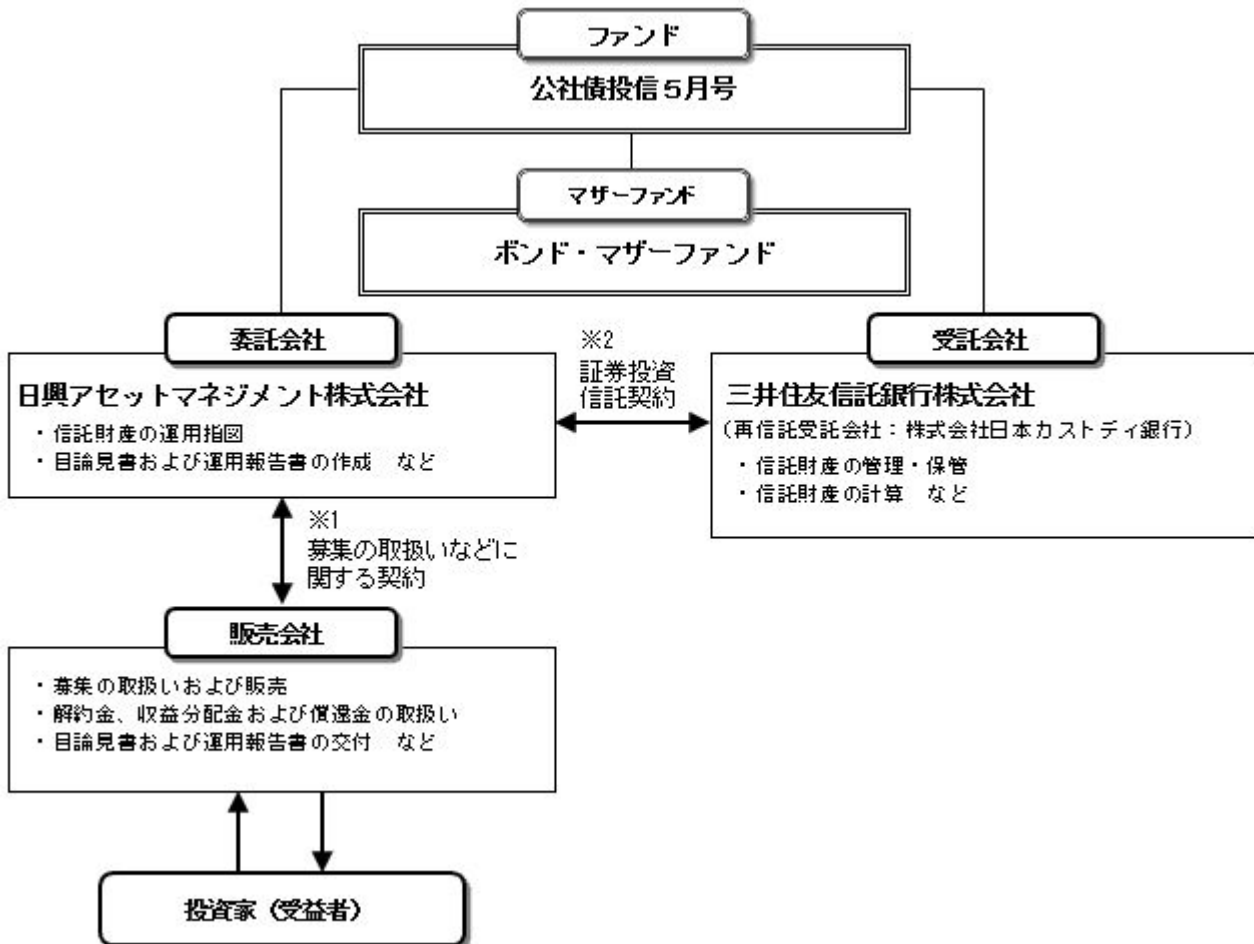 ファンド
公社債投信5月号
マザーファンド
ボンド・マザーファンド
委託会社
日興アセットマネジメント株式会社
・信託財産の運用指図
・目論見書および運用報告書の作成 など
※2
証券投資
信託契約
受託会社
三井住友信託銀行株式会社
(再信託受託会社：株式会社日本カストディ銀行)
・信託財産の管理・保管
・信託財産の計算 など
※1
募集の取扱いなどに
関する契約
販売会社
・募集の取扱いおよび販売
・解約金、収益分配金および償還金の取扱い
・目論見書および運用報告書の交付 など
投資家（受益者）